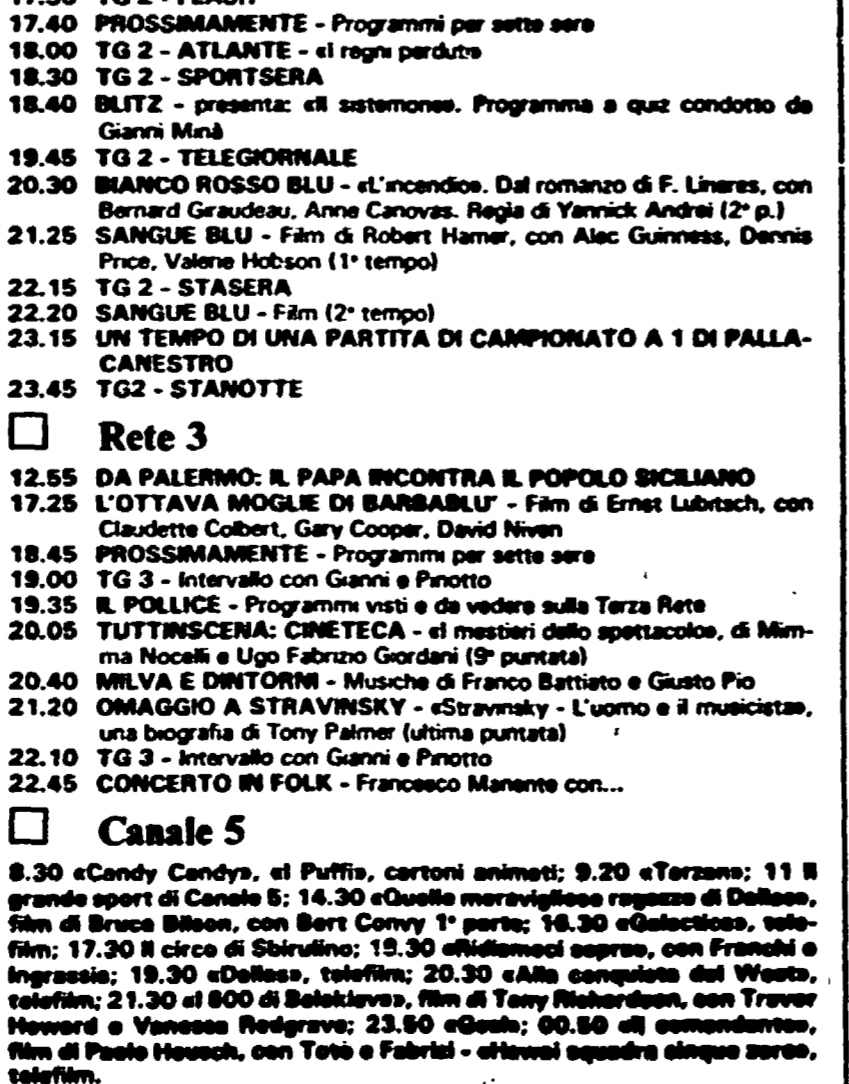 17.30 TG 2 - FLASH
17.40 PROSSIMAMENTE - Programmi per sette sere
18.00 TG 2 - ATLANTE - «I regni perduti»
18.30 TG 2 - SPORTSERA
18.40 BLITZ - presenta: «Il sistemone». Programma a quiz condotto da
Gianni Minà
19.45 TG 2 - TELEGIORNALE
20.30 BIANCO ROSSO BLU - «L'incendio». Dal romanzo di F. Linares, con
Bernard Giraudeau, Anne Canovas. Regia di Yannick Andrei (2ª p.)
21.25 SANGUE BLU - Film di Robert Hamer, con Alec Guinness, Dennis
Price, Valerie Hobson (1° tempo)
22.15 TG 2 - STASERA
22.20 SANGUE BLU - Film (2° tempo)
23.15 UN TEMPO DI UNA PARTITA DI CAMPIONATO A 1 DI PALLA-
CANESTRO
23.45 TG2 - STANOTTE
Rete 3
12.55 DA PALERMO: IL PAPA INCONTRA IL POPOLO SICILIANO
17.25 L'OTTAVA MOGLIE DI BARBABLU' - Film di Ernst Lubitsch, con
Claudette Colbert, Gary Cooper, David Niven
18.45 PROSSIMAMENTE - Programmi per sette sere
19.00 TG 3 - Intervallo con Gianni e Pinotto
19.35 IL POLLICE - Programmi visti e da vedere sulla Terza Rete
20.05 TUTTINSCENA: CINETECA - «I mestieri dello spettacolo», di Mim-
ma Nocelli e Ugo Fabrizio Giordani (9ª puntata)
20.40 MILVA E DINTORNI - Musiche di Franco Battiato e Giusto Pio
21.20 OMAGGIO A STRAVINSKY - «Stravinsky - L'uomo e il musicista»,
una biografia di Tony Palmer (ultima puntata)
22.10 TG 3 - Intervallo con Gianni e Pinotto
22.45 CONCERTO IN FOLK - Francesco Manente con...
Canale 5
8.30 «Candy Candy», «I Puffi», cartoni animati; 9.20 «Tarzan»; 11 Il
grande sport di Canale 5; 14.30 «Quelle meravigliose ragazze di Dallas»,
film di Bruce Bilson, con Bert Convy 1ª parte; 16.30 «Galactica», tele-
film; 17.30 Il circo di Sbirulino; 18.30 «Ridiamoci sopra», con Franchi e
Ingrassia; 19.30 «Dallas», telefilm; 20.30 «Alla conquista del West»,
telefilm; 21.30 «I 600 di Balaklava», film di Tony Richardson, con Trevor
Howard e Vanessa Redgrave; 23.50 «Goal»; 00.50 «Il comandante»,
film di Paolo Heusch, con Totò e Fabrizi - «Hawai squadra cinque zero»,
telefilm.